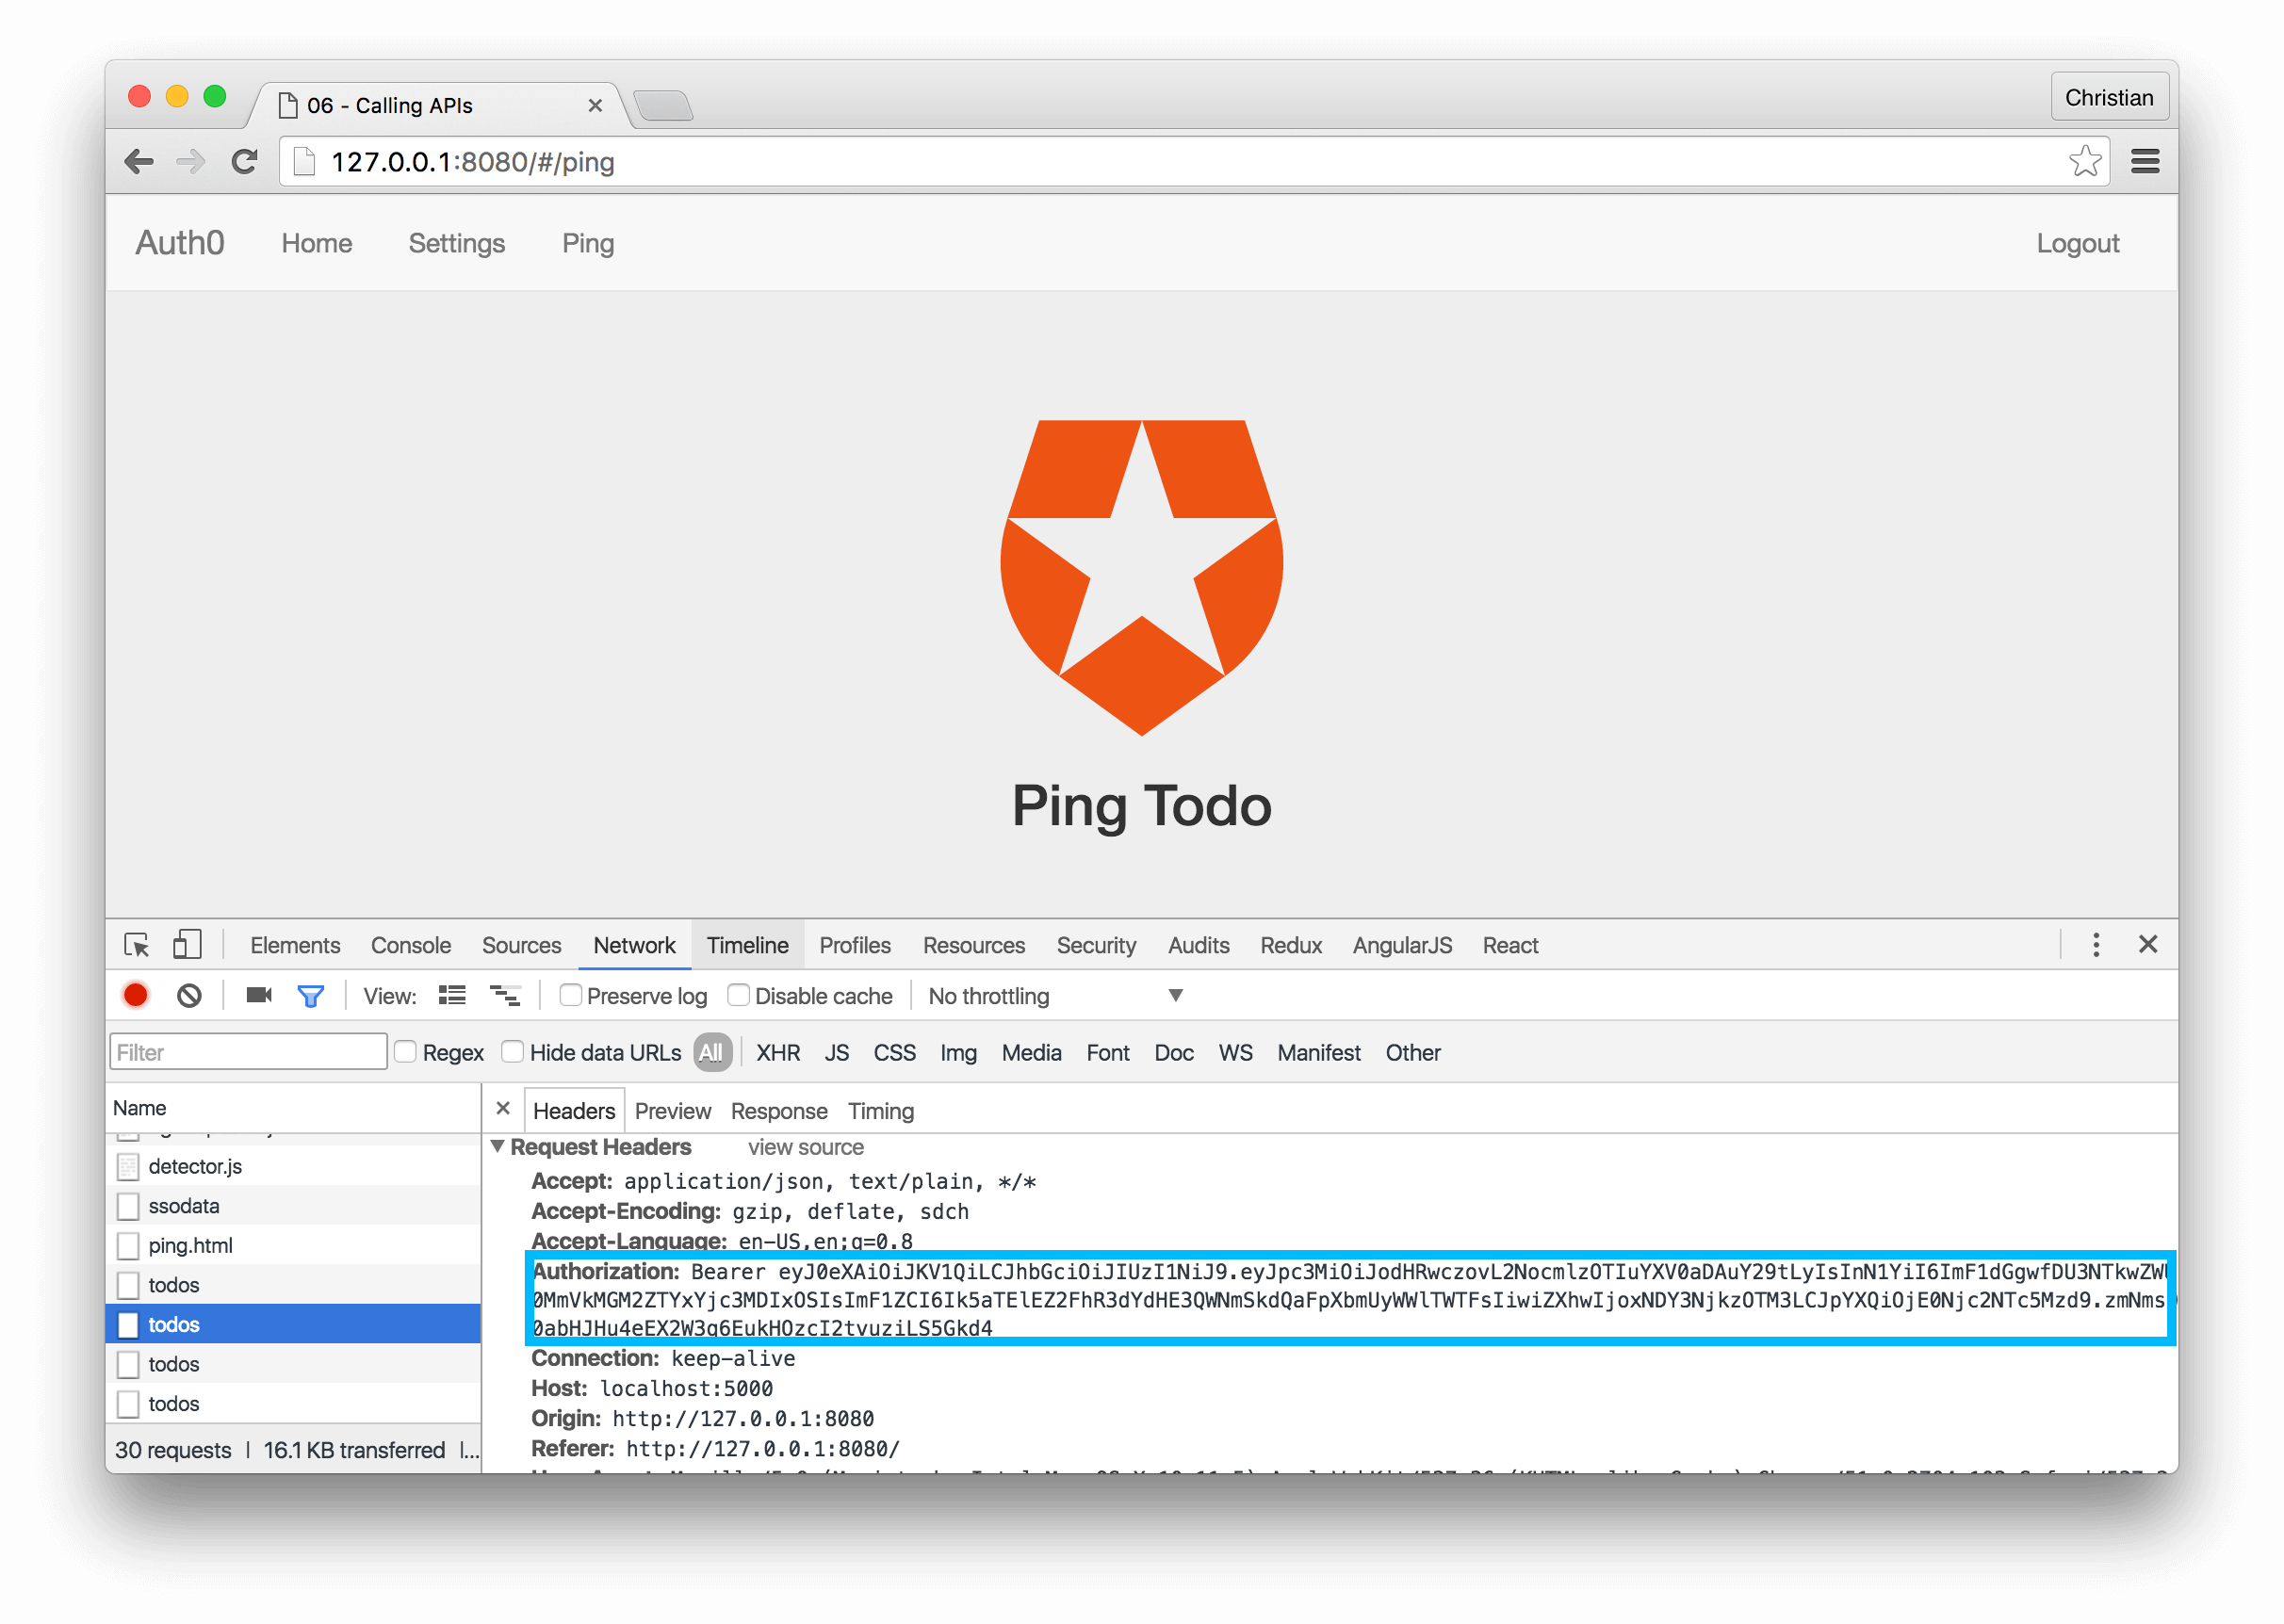 06 - Calling APIs
Christian
127.0.0.1:8080/#/ping
Auth0 Home Settings Ping Logout
Ping Todo
Elements Console Sources Network Timeline Profiles Resources Security Audits Redux AngularJS React
View: Preserve log Disable cache No throttling
Filter Regex Hide data URLs All XHR JS CSS Img Media Font Doc WS Manifest Other
Name
detector.js
ssodata
ping.html
todos
todos
todos
todos
30 requests | 16.1 KB transferred |...
Headers Preview Response Timing
Request Headers view source
Accept: application/json, text/plain, */*
Accept-Encoding: gzip, deflate, sdch
Accept-Language: en-US,en;q=0.8
Authorization: Bearer eyJ0eXAiOiJKV1QiLCJhbGciOiJIUzI1NiJ9.eyJpc3MiOiJodHRwczovL2NocmlzOTIuYXV0aDAuY29tLyIsInN1YiI6ImF1dGgwfDU3NTkwZWU
0MmVkMGM2ZTYxYjc3MDIxOSIsImF1ZCI6Ik5aTElEZ2FhR3dYdHE3QWNmSkdQaFpXbmUyWWlTWTFsIiwiZXhwIjoxNDY3NjkzOTM3LCJpYXQiOjE0Njc2NTc5Mzd9.zmNms
0abHJHu4eEX2W3g6EukHOzcI2tvuziLS5Gkd4
Connection: keep-alive
Host: localhost:5000
Origin: http://127.0.0.1:8080
Referer: http://127.0.0.1:8080/